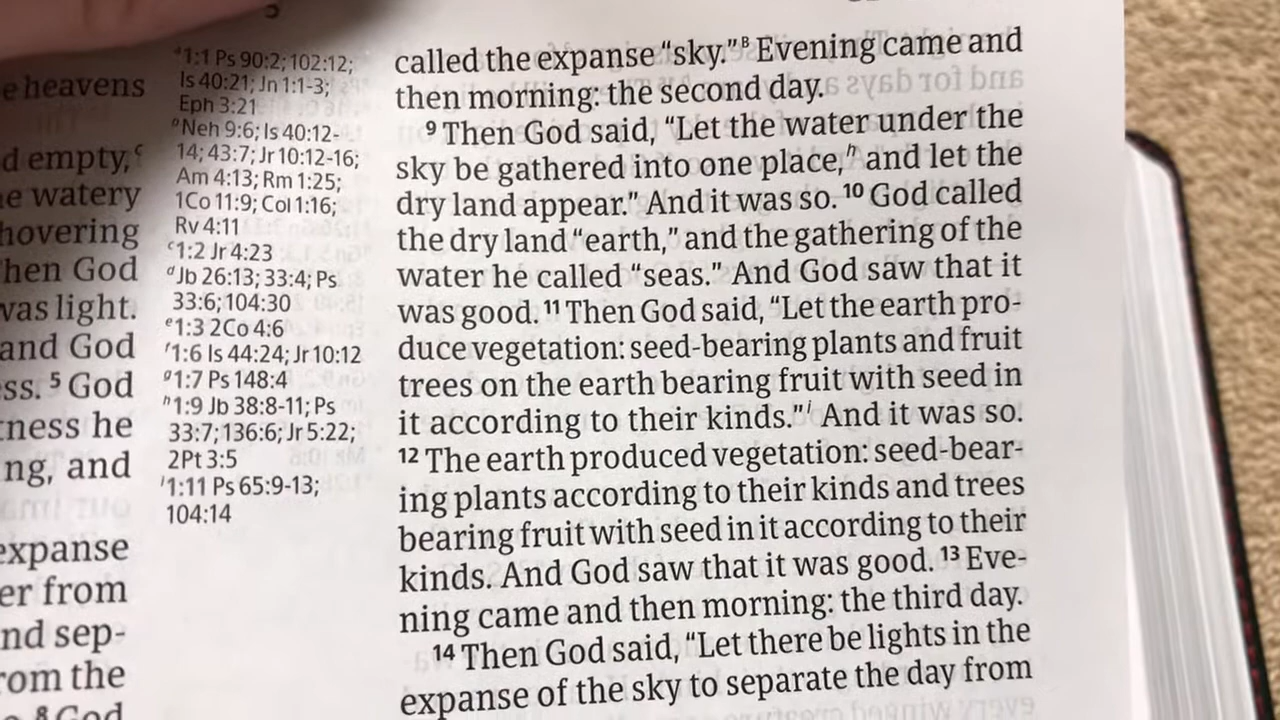 e heavens
d empty,ᶜ
e watery
hovering
hen God
was light.
and God
ss. ⁵ God
ness he
ng, and
expanse
er from
nd sep-
rom the
⁸ God
ᵃ1:1 Ps 90:2; 102:12;
Is 40:21; Jn 1:1-3;
Eph 3:21
ᵇNeh 9:6; Is 40:12-
14; 43:7; Jr 10:12-16;
Am 4:13; Rm 1:25;
1Co 11:9; Col 1:16;
Rv 4:11
ᶜ1:2 Jr 4:23
ᵈJb 26:13; 33:4; Ps
33:6; 104:30
ᵉ1:3 2Co 4:6
ᶠ1:6 Is 44:24; Jr 10:12
ᵍ1:7 Ps 148:4
ʰ1:9 Jb 38:8-11; Ps
33:7; 136:6; Jr 5:22;
2Pt 3:5
ⁱ1:11 Ps 65:9-13;
104:14
called the expanse “sky.”ᴮ Evening came and
then morning: the second day.
⁹ Then God said, “Let the water under the
sky be gathered into one place,ʰ and let the
dry land appear.” And it was so. ¹⁰ God called
the dry land “earth,” and the gathering of the
water he called “seas.” And God saw that it
was good. ¹¹ Then God said, “Let the earth pro-
duce vegetation: seed-bearing plants and fruit
trees on the earth bearing fruit with seed in
it according to their kinds.”ⁱ And it was so.
¹² The earth produced vegetation: seed-bear-
ing plants according to their kinds and trees
bearing fruit with seed in it according to their
kinds. And God saw that it was good. ¹³ Eve-
ning came and then morning: the third day.
¹⁴ Then God said, “Let there be lights in the
expanse of the sky to separate the day from